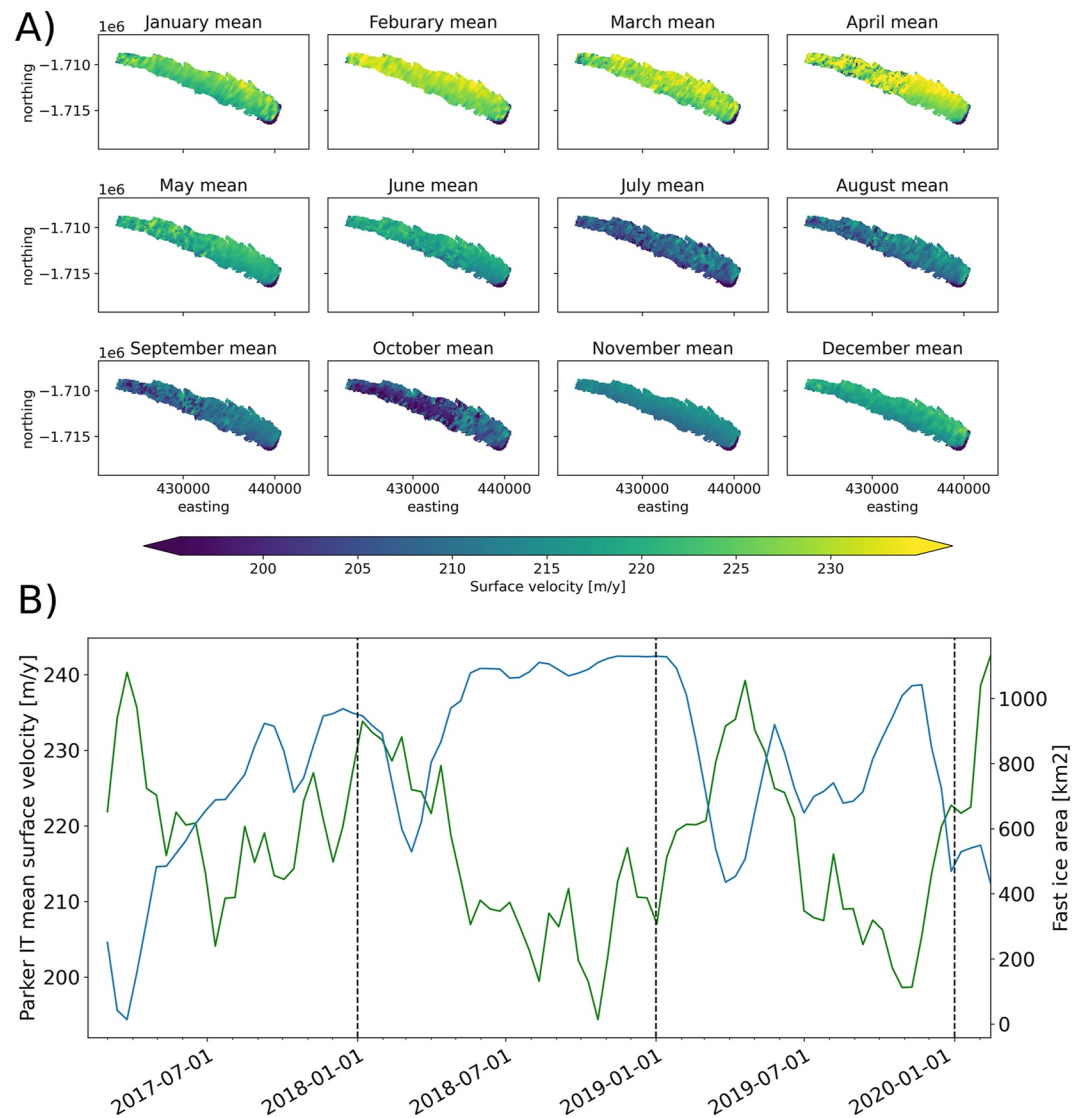 A)
January mean
Feburary mean
March mean
April mean
1e6
northing
−1.710
−1.715
May mean
June mean
July mean
August mean
1e6
northing
−1.710
−1.715
September mean
October mean
November mean
December mean
1e6
northing
−1.710
−1.715
430000 440000
430000 440000
430000 440000
430000 440000
easting
easting
easting
easting
200 205 210 215 220 225 230
Surface velocity [m/y]
B)
Parker IT mean surface velocity [m/y]
240
230
220
210
200
Fast ice area [km2]
1000
800
600
400
200
0
2017-07-01
2018-01-01
2018-07-01
2019-01-01
2019-07-01
2020-01-01